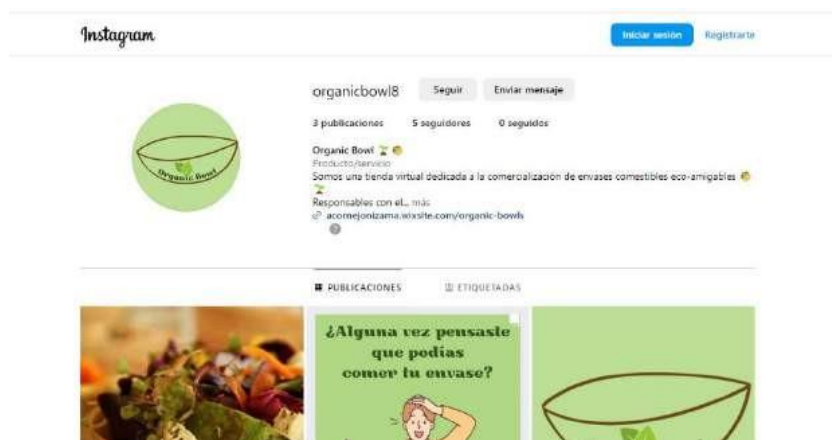 Instagram
Iniciar sesión
Registrarte
organicbowl8
Seguir
Enviar mensaje
3 publicaciones
5 seguidores
0 seguidos
Organic Bowl
Producto/servicio
Somos una tienda virtual dedicada a la comercialización de envases comestibles eco-amigables
Responsables con el... más
acornejonizama.wixsite.com/organic-bowls
Organic Bowl
PUBLICACIONES
ETIQUETADAS
¿Alguna vez pensaste
que podías
comer tu envase?